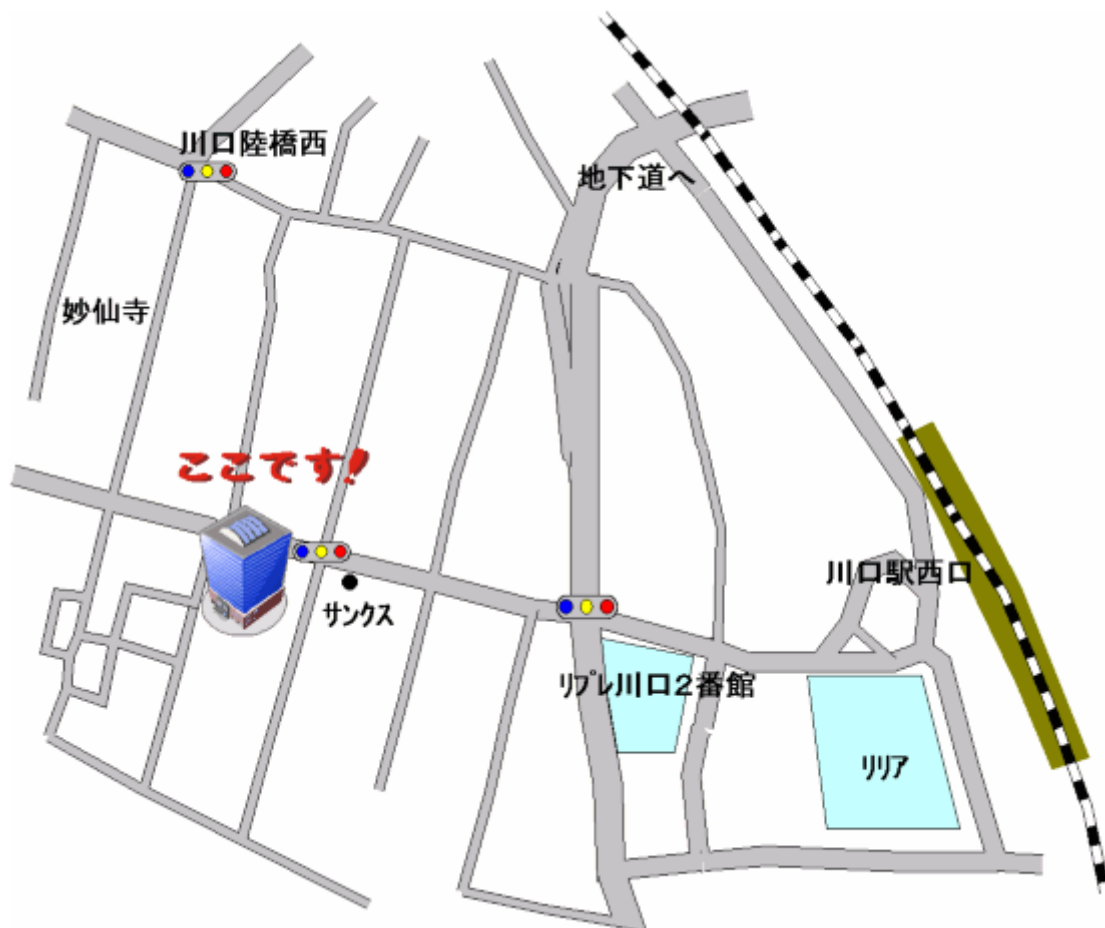 川口陸橋西
地下道へ
妙仙寺
ここです!
川口駅西口
サンクス
リプレ川口2番館
リリア